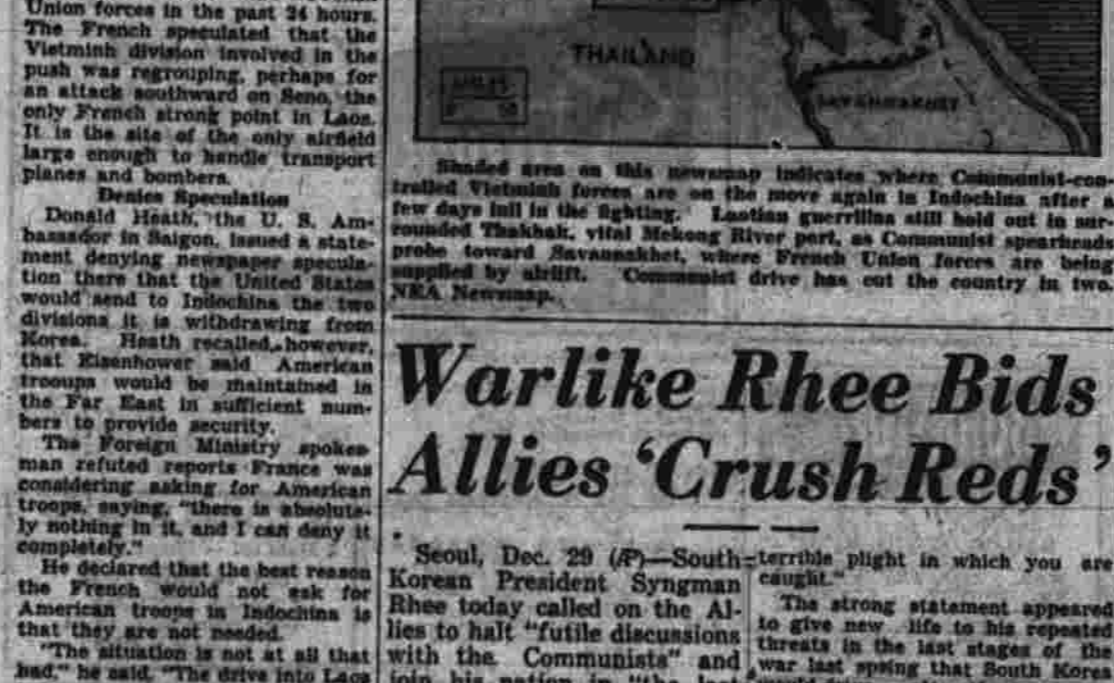 Union forces in the past 24 hours.
The French speculated that the
Vietminh division involved in the
push was regrouping, perhaps for
an attack southward on Seno, the
only French strong point in Laos.
It is the site of the only airfield
large enough to handle transport
planes and bombers.
Denies Speculation
Donald Heath, the U. S. Am-
bassador in Saigon, issued a state-
ment denying newspaper specula-
tion there that the United States
would send to Indochina the two
divisions it is withdrawing from
Korea. Heath recalled, however,
that Eisenhower said American
troops would be maintained in
the Far East in sufficient num-
bers to provide security.
The Foreign Ministry spokes-
man refuted reports France was
considering asking for American
troops, saying, "there is absolute-
ly nothing in it, and I can deny it
completely."
He declared that the best reason
the French would not ask for
American troops in Indochina is
that they are not needed.
"The situation is not at all that
bad," he said. "The drive into Laos
THAILAND
MILES
0
SAVANNAKHET
Shaded area on this newsmap indicates where Communist-con-
trolled Vietminh forces are on the move again in Indochina after a
few days lull in the fighting. Laotian guerrillas still hold out in sur-
rounded Thakhak, vital Mekong River port, as Communist spearheads
probe toward Savannakhet, where French Union forces are being
supplied by airlift. Communist drive has cut the country in two.
NEA Newsmap.
Warlike Rhee Bids
Allies 'Crush Reds'
Seoul, Dec. 29 (AP)—South
Korean President Syngman
Rhee today called on the Al-
lies to halt "futile discussions
with the Communists" and
join his nation in "the last
terrible plight in which you are
caught."
The strong statement appeared
to give new life to his repeated
threats in the last stages of the
war last spring that South Korea